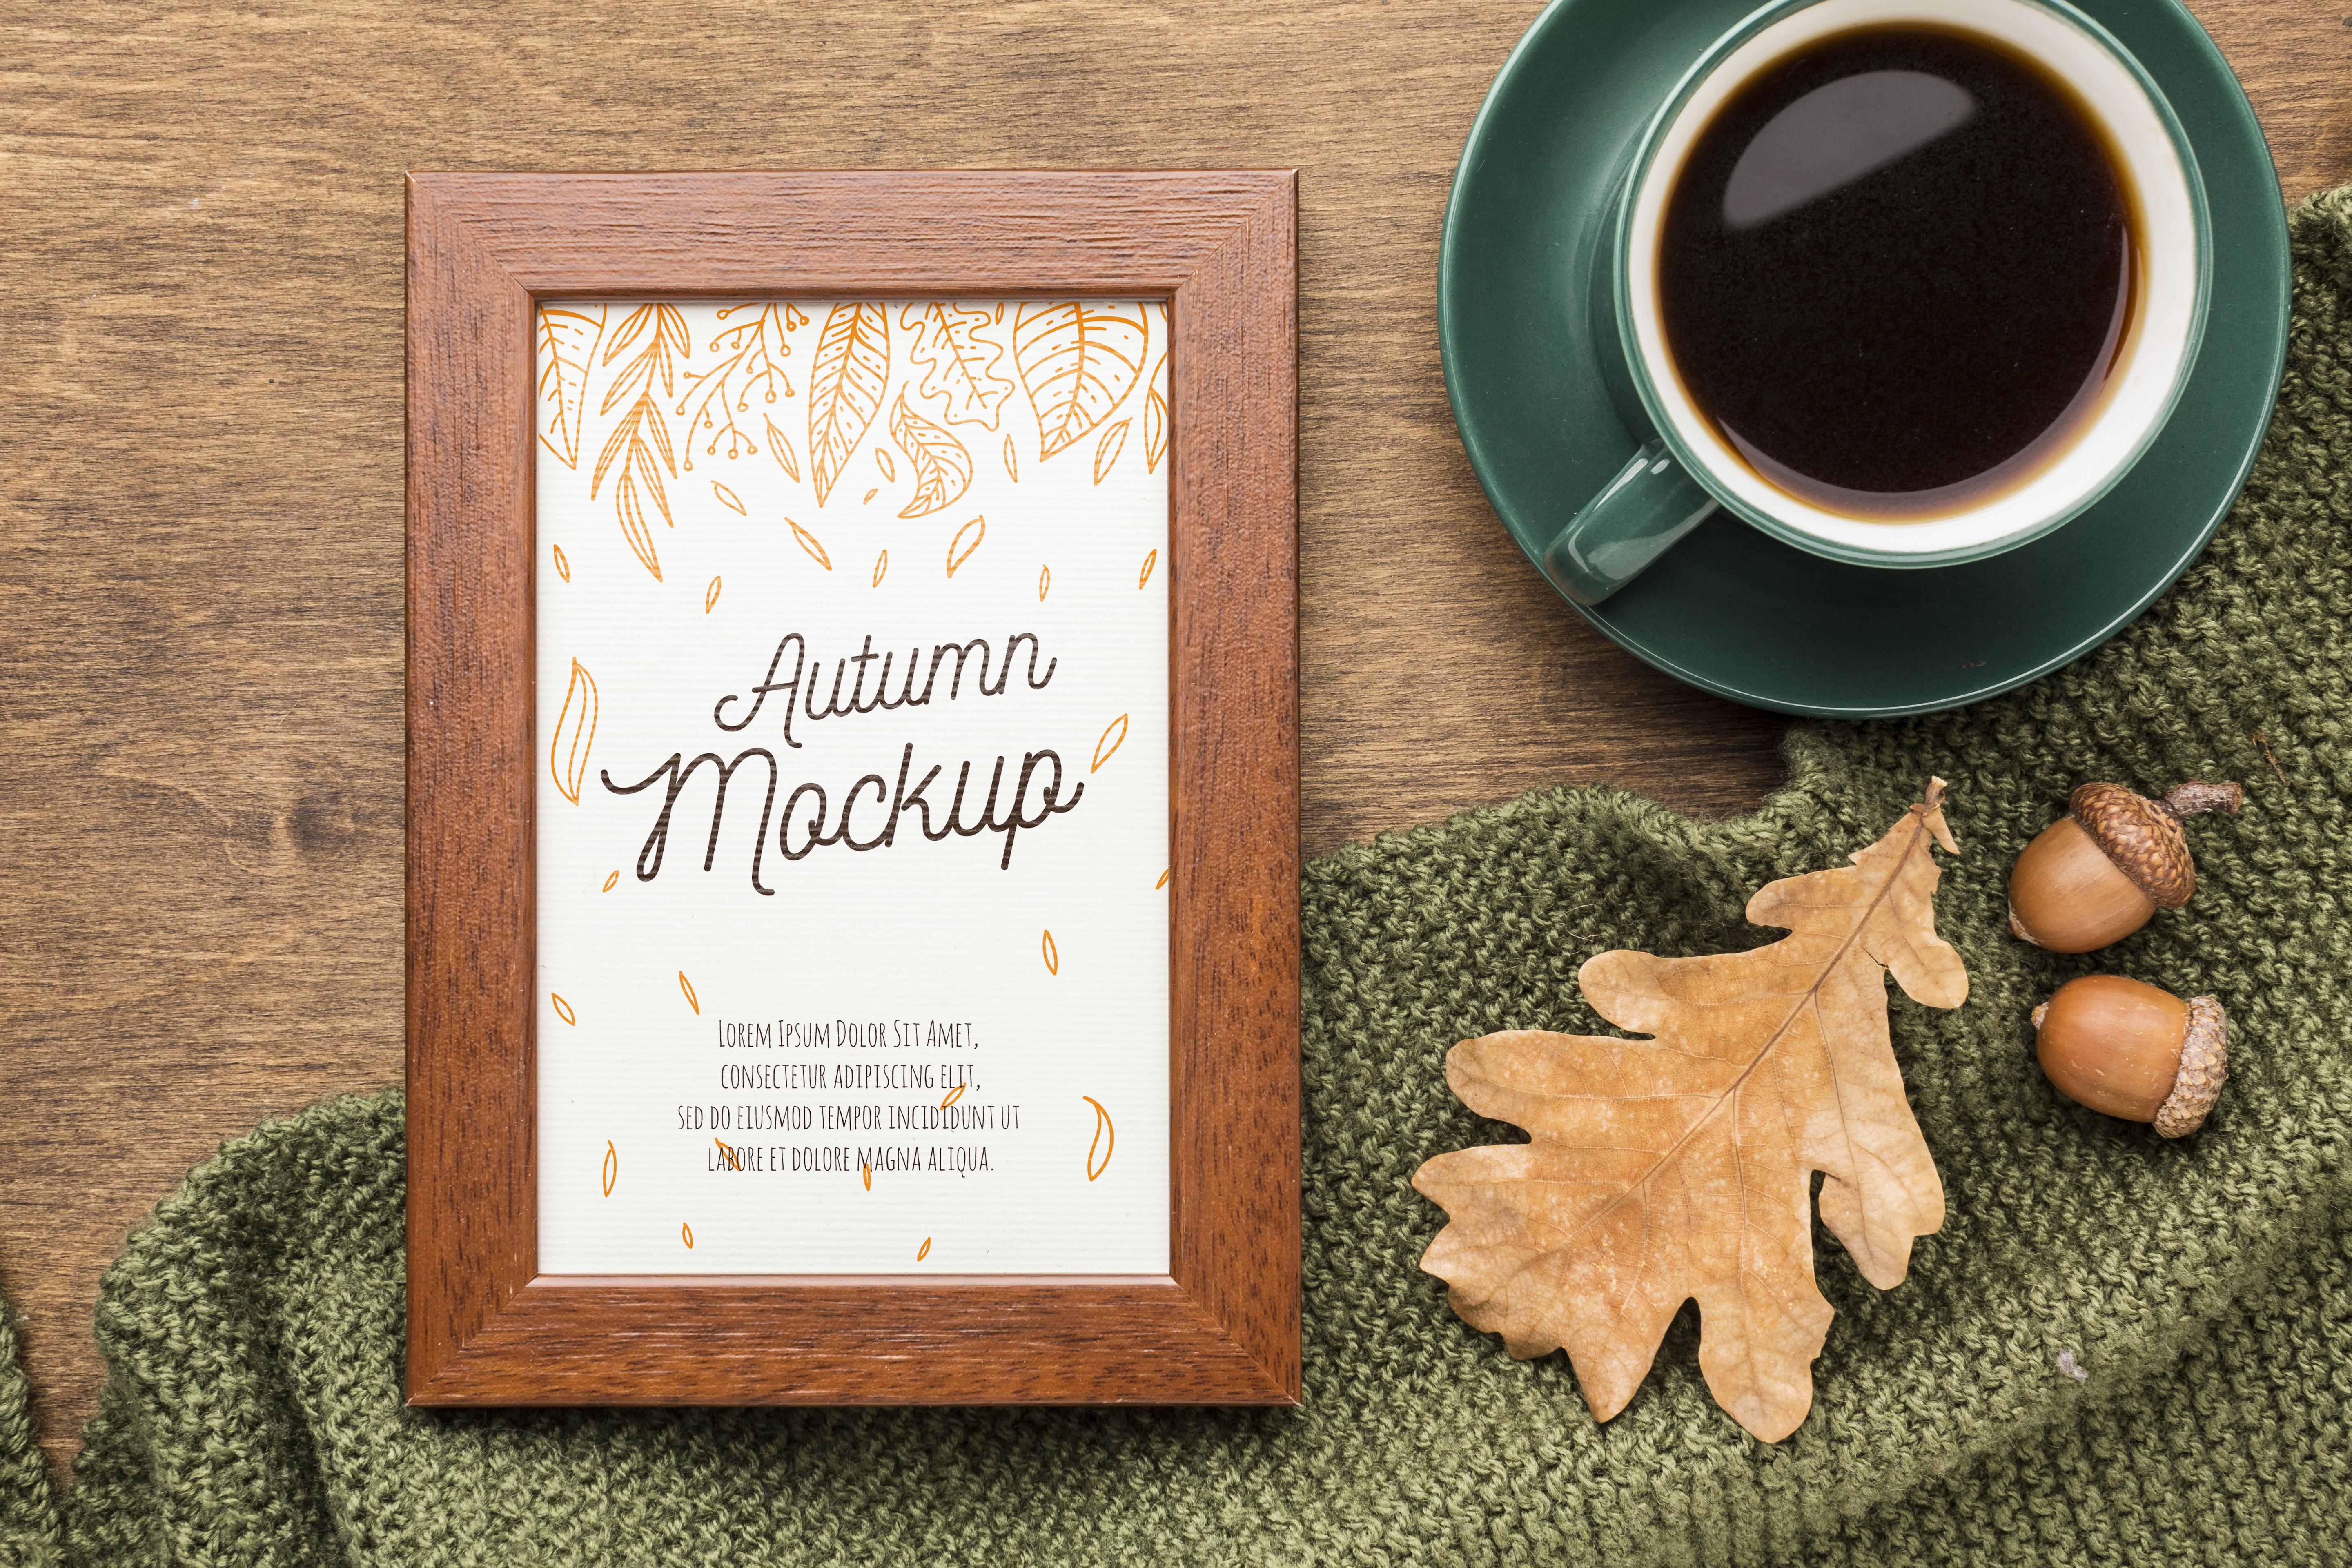 Autumn
Mockup
Lorem Ipsum Dolor Sit Amet,
consectetur adipiscing elit,
sed do eiusmod tempor incididunt ut
labore et dolore magna aliqua.